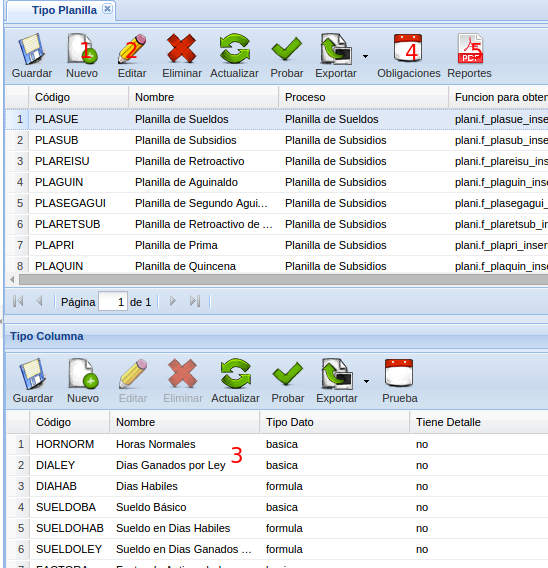 Tipo Planilla
1 2 4 5
PDF
Guardar Nuevo Editar Eliminar Actualizar Probar Exportar Obligaciones Reportes
Código Nombre Proceso Funcion para obten
1 PLASUE Planilla de Sueldos Planilla de Sueldos plani.f_plasue_inse
2 PLASUB Planilla de Subsidios Planilla de Subsidios plani.f_plasub_inse
3 PLAREISU Planilla de Retroactivo Planilla de Subsidios plani.f_plareisu_ins
4 PLAGUIN Planilla de Aguinaldo Planilla de Subsidios plani.f_plaguin_inse
5 PLASEGAGUI Planilla de Segundo Agui... Planilla de Subsidios plani.f_plasegagui_
6 PLARETSUB Planilla de Retroactivo de ... Planilla de Subsidios plani.f_plaretsub_in
7 PLAPRI Planilla de Prima Planilla de Subsidios plani.f_plapri_inser
8 PLAQUIN Planilla de Quincena Planilla de Subsidios plani.f_plaquin_inse
Página 1 de 1
Tipo Columna
Guardar Nuevo Editar Eliminar Actualizar Probar Exportar Prueba
Código Nombre Tipo Dato Tiene Detalle
1 HORNORM Horas Normales basica no
3
2 DIALEY Dias Ganados por Ley basica no
3 DIAHAB Dias Habiles formula no
4 SUELDOBA Sueldo Básico basica no
5 SUELDOHAB Sueldo en Dias Habiles formula no
6 SUELDOLEY Sueldo en Dias Ganados ... formula no